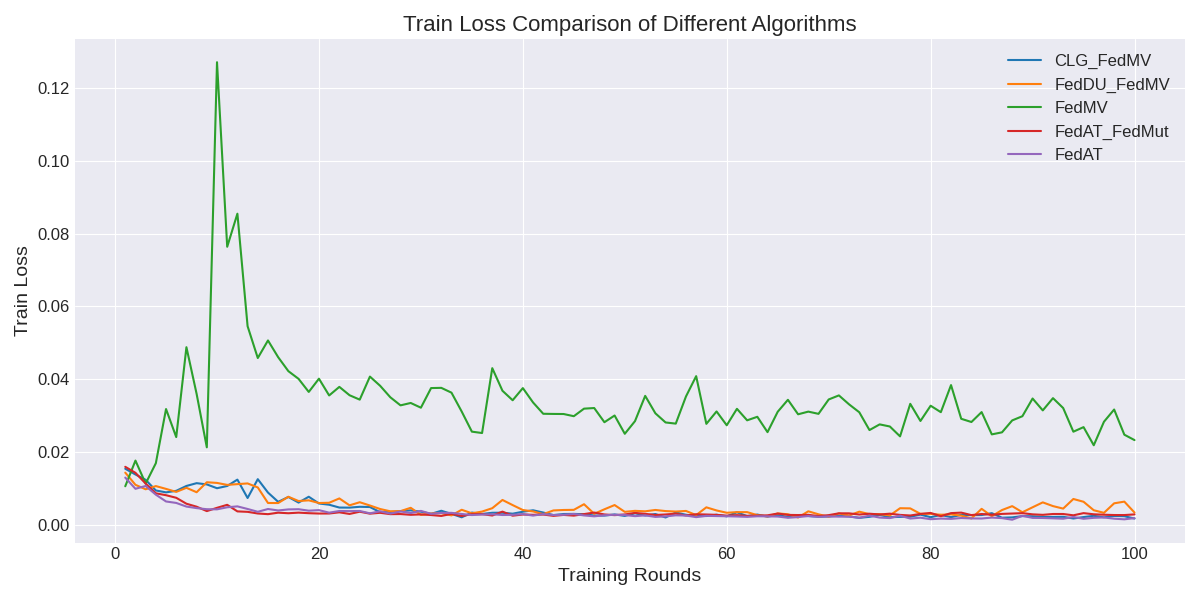 Train Loss Comparison of Different Algorithms
CLG_FedMV
FedDU_FedMV
FedMV
FedAT_FedMut
FedAT
Train Loss
0.12
0.10
0.08
0.06
0.04
0.02
0.00
0 20 40 60 80 100
Training Rounds